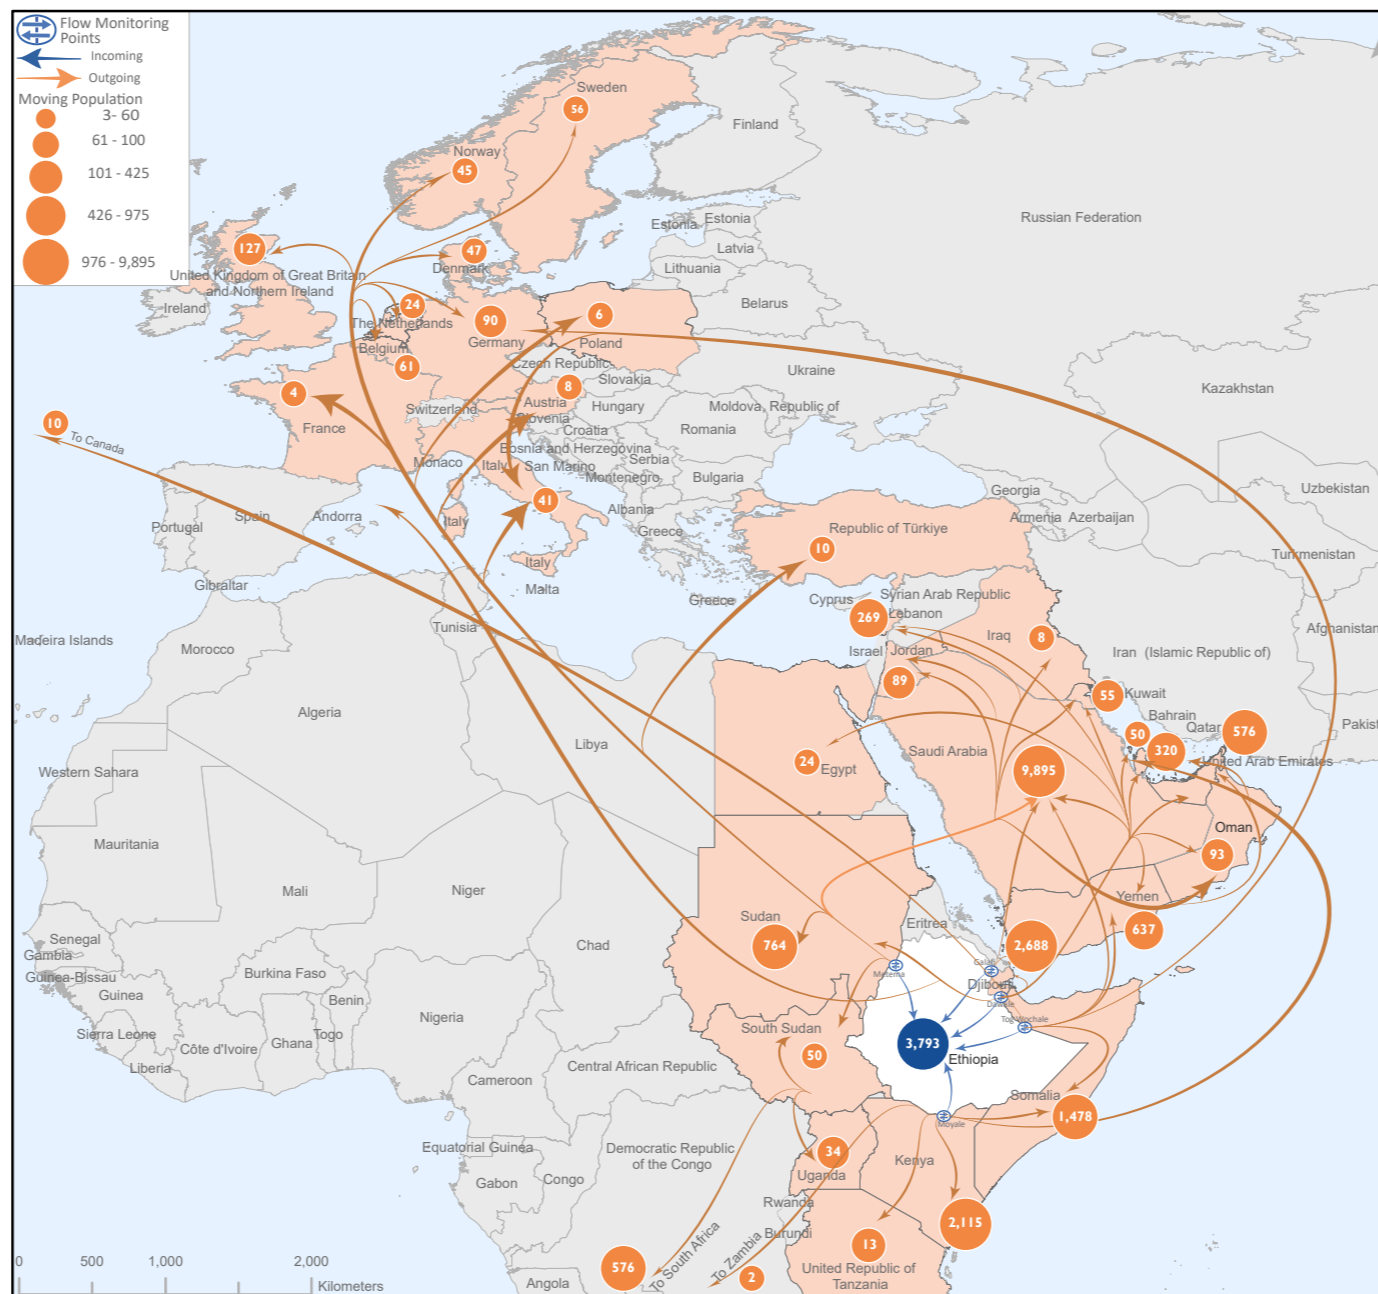 Flow Monitoring
Points
Incoming
Outgoing
Moving Population
3- 60
61 - 100
101 - 425
426 - 975
976 - 9,895
Sweden
56
Finland
Norway
45
Russian Federation
Estonia
Estonia
Latvia
Lithuania
Belarus
127
United Kingdom of Great Britain
and Northern Ireland
Ireland
47
Denmark
24
The Netherlands
90
Germany
6
Poland
Belgium
61
Czech Republic
Slovakia
Ukraine
Kazakhstan
4
France
8
Austria
Switzerland
Slovenia
Hungary
Moldova, Republic of
Romania
Croatia
Bosnia and Herzegovina
Serbia
San Marino
Montenegro
Bulgaria
Monaco
Italy
41
Albania
Italy
Italy
Greece
Malta
Greece
10
To Canada
Portugal
Spain
Andorra
Gibraltar
Georgia
Armenia
Azerbaijan
Uzbekistan
Turkmenistan
Republic of Türkiye
10
Cyprus
Syrian Arab Republic
Lebanon
269
Israel
Jordan
89
Iraq
8
Iran (Islamic Republic of)
Afghanistan
Pakist
Madeira Islands
Morocco
Tunisia
Algeria
Libya
24
Egypt
Western Sahara
Saudi Arabia
9,895
55
Kuwait
Bahrain
50
Qatar
320
576
United Arab Emirates
Oman
93
Yemen
637
2,688
Mauritania
Mali
Niger
Chad
Sudan
764
Eritrea
Metema
Galafi
Djibouti
Dawale
Tog Wochale
Senegal
Gambia
Guinea-Bissau
Guinea
Sierra Leone
Liberia
Côte d'Ivoire
Burkina Faso
Ghana
Togo
Benin
Nigeria
Cameroon
Central African Republic
South Sudan
50
3,793
Ethiopia
Somalia
1,478
Moyale
Equatorial Guinea
Gabon
Congo
Democratic Republic
of the Congo
34
Uganda
Kenya
2,115
Rwanda
Burundi
13
United Republic of
Tanzania
Angola
576
To South Africa
To Zambia
2
0
500
1,000
2,000
Kilometers